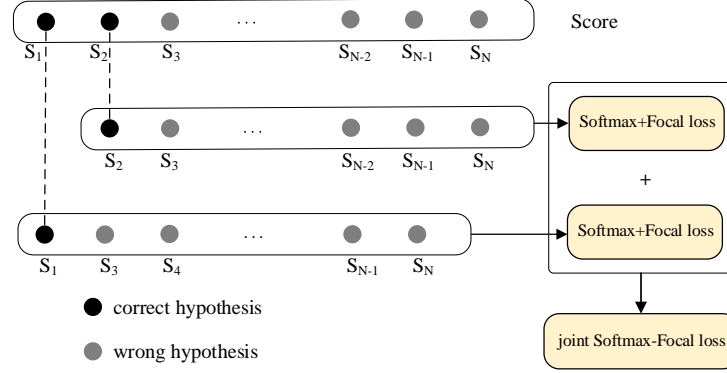 Score
S1 S2 S3 ... SN-2 SN-1 SN
Softmax+Focal loss
S2 S3 ... SN-2 SN-1 SN
+
Softmax+Focal loss
S1 S3 S4 ... SN-1 SN
correct hypothesis
joint Softmax-Focal loss
wrong hypothesis